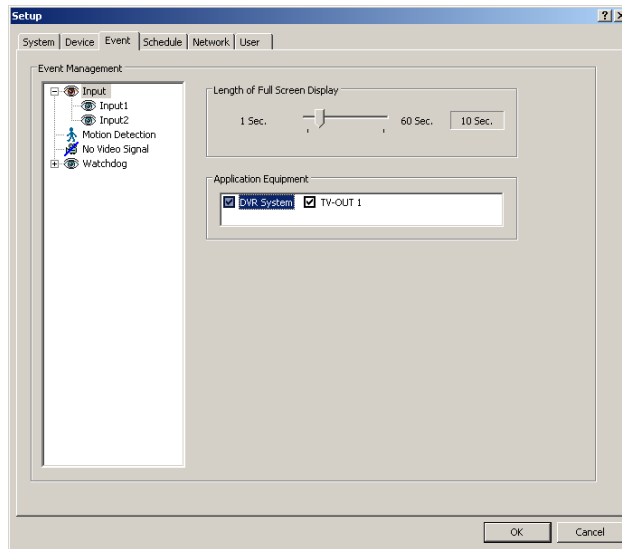 Setup
System Device Event Schedule Network User
Event Management
Input
Input1
Input2
Motion Detection
No Video Signal
Watchdog
Length of Full Screen Display
1 Sec. 60 Sec. 10 Sec.
Application Equipment
DVR System TV-OUT 1
OK Cancel